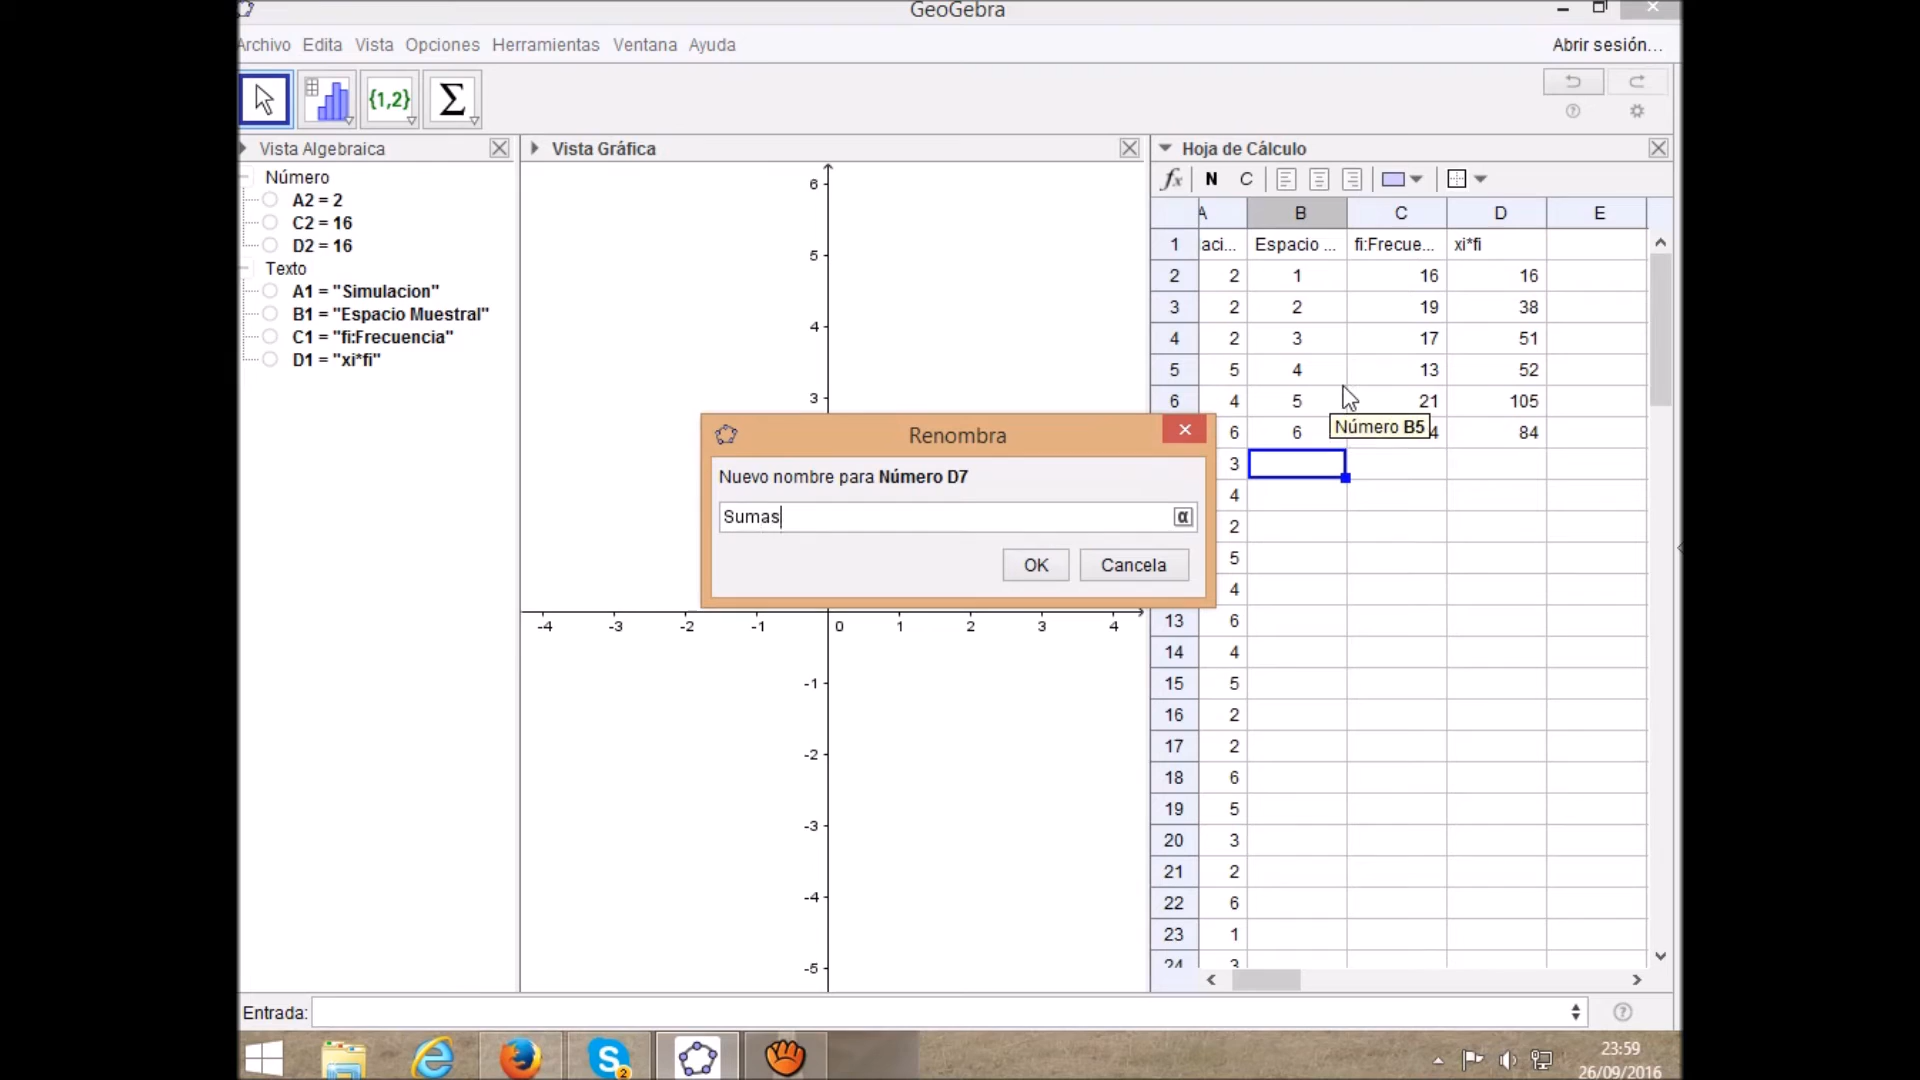 GeoGebra
Archivo Edita Vista Opciones Herramientas Ventana Ayuda
Abrir sesión...
{1,2} Σ
Vista Algebraica
Vista Gráfica
Hoja de Cálculo
Número
A2 = 2
C2 = 16
D2 = 16
Texto
A1 = "Simulacion"
B1 = "Espacio Muestral"
C1 = "fi:Frecuencia"
D1 = "xi*fi"
6
5
4
3
-4 -3 -2 -1 0 1 2 3 4
-1
-2
-3
-4
-5
fx N C
A B C D E
1 aci... Espacio ... fi:Frecue... xi*fi
2 2 1 16 16
3 2 2 19 38
4 2 3 17 51
5 5 4 13 52
6 4 5 21 105
6 6 4 84
Número B5
3
4
2
5
4
13 6
14 4
15 5
16 2
17 2
18 6
19 5
20 3
21 2
22 6
23 1
24 3
Renombra
Nuevo nombre para Número D7
Sumas
α
OK Cancela
Entrada:
2
23:59
26/09/2016